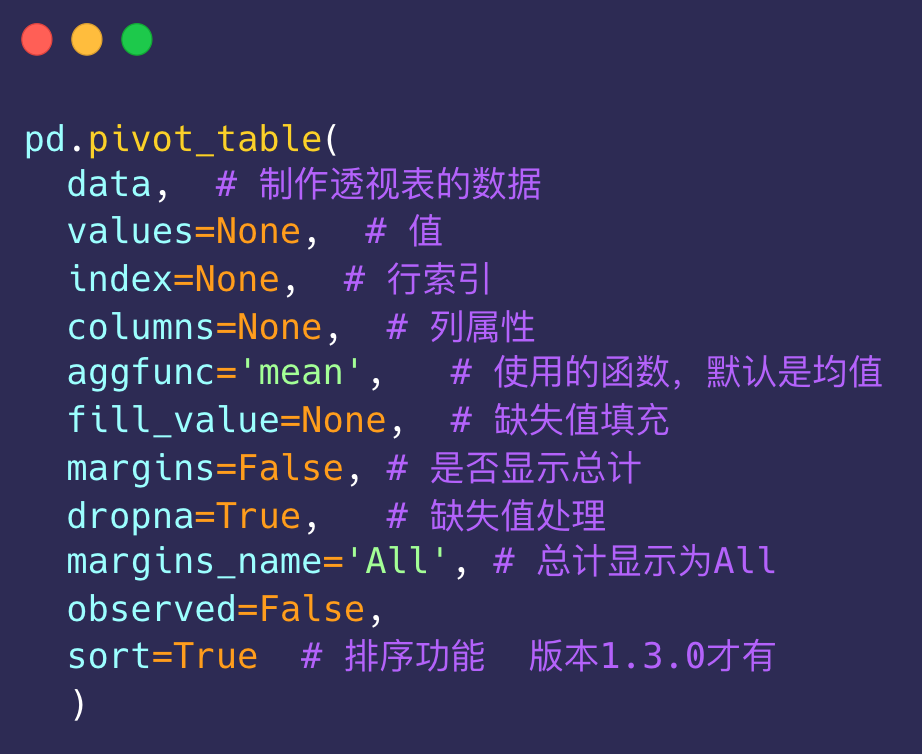 pd.pivot_table(
  data,  # 制作透视表的数据
  values=None,  # 值
  index=None,  # 行索引
  columns=None,  # 列属性
  aggfunc='mean',   # 使用的函数，默认是均值
  fill_value=None,  # 缺失值填充
  margins=False, # 是否显示总计
  dropna=True,   # 缺失值处理
  margins_name='All', # 总计显示为All
  observed=False,
  sort=True  # 排序功能  版本1.3.0才有
  )